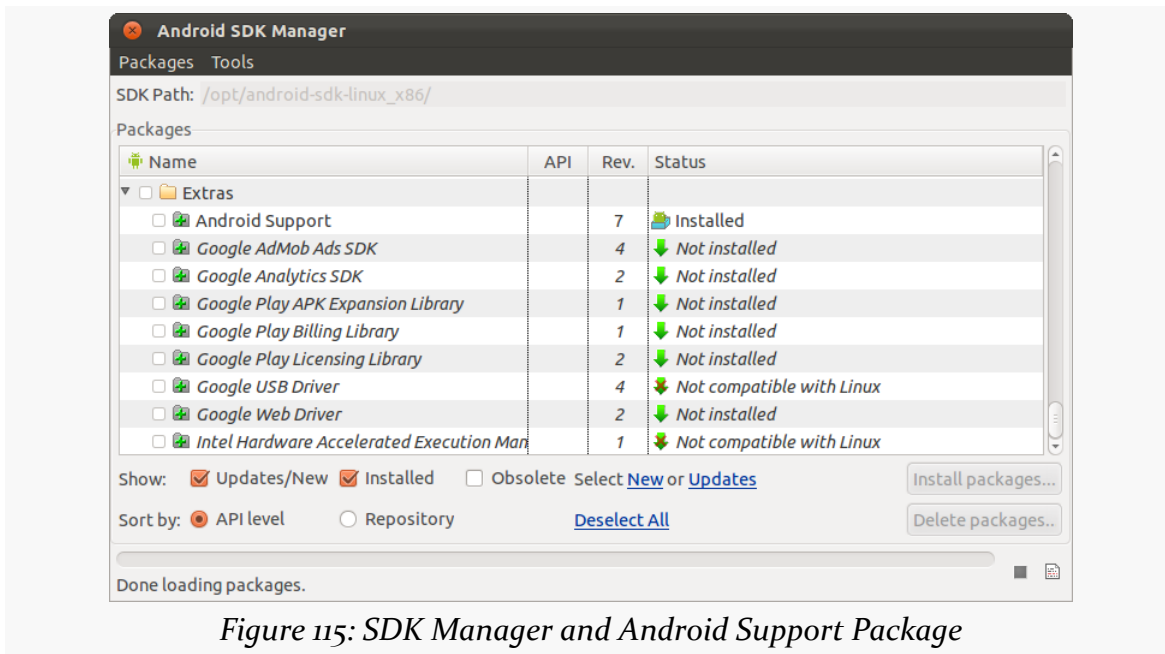 Android SDK Manager
Packages Tools
SDK Path: /opt/android-sdk-linux_x86/
Packages
Name API Rev. Status
Extras
Android Support 7 Installed
Google AdMob Ads SDK 4 Not installed
Google Analytics SDK 2 Not installed
Google Play APK Expansion Library 1 Not installed
Google Play Billing Library 1 Not installed
Google Play Licensing Library 2 Not installed
Google USB Driver 4 Not compatible with Linux
Google Web Driver 2 Not installed
Intel Hardware Accelerated Execution Man 1 Not compatible with Linux
Show: Updates/New Installed Obsolete Select New or Updates Install packages...
Sort by: API level Repository Deselect All Delete packages..
Done loading packages.
Figure 115: SDK Manager and Android Support Package